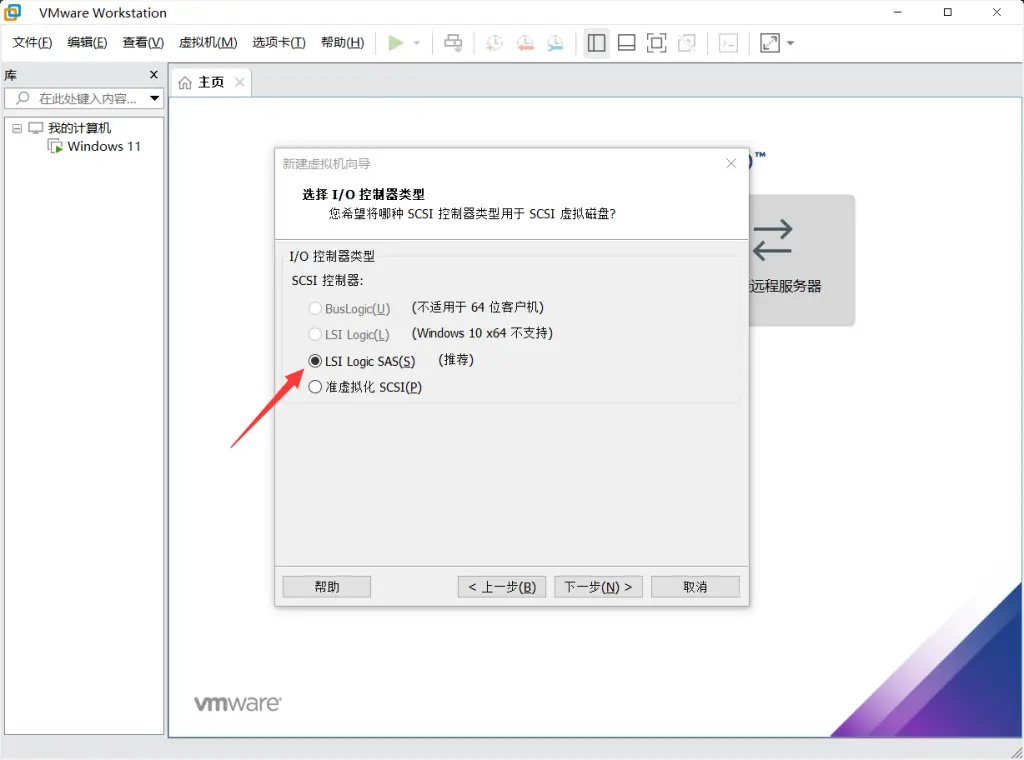 VMware Workstation
文件(F) 编辑(E) 查看(V) 虚拟机(M) 选项卡(T) 帮助(H)
库
主页
在此处键入内容...
我的计算机
Windows 11
™
新建虚拟机向导
选择 I/O 控制器类型
您希望将哪种 SCSI 控制器类型用于 SCSI 虚拟磁盘?
远程服务器
I/O 控制器类型
SCSI 控制器:
BusLogic(U) (不适用于 64 位客户机)
LSI Logic(L) (Windows 10 x64 不支持)
LSI Logic SAS(S) (推荐)
准虚拟化 SCSI(P)
帮助 < 上一步(B) 下一步(N) > 取消
vmware®